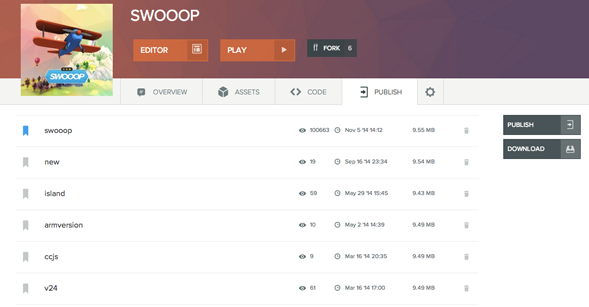 SWOOOP
EDITOR
PLAY
FORK 6
SWOOOP
OVERVIEW
ASSETS
CODE
PUBLISH
swooop 100663 Nov 5 '14 14:12 9.55 MB
new 19 Sep 16 '14 23:34 9.54 MB
island 59 May 29 '14 15:45 9.43 MB
armversion 10 May 2 '14 14:39 9.49 MB
ccjs 9 Mar 16 '14 20:35 9.49 MB
v24 61 Mar 16 '14 17:00 9.49 MB
PUBLISH
DOWNLOAD